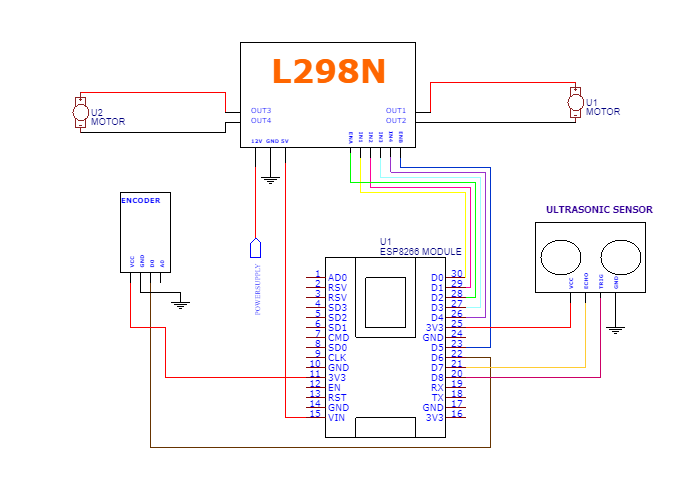 L298N
OUT3
OUT4
OUT1
OUT2
12V GND 5V
ENA
IN1
IN2
IN3
IN4
ENB
U2
MOTOR
U1
MOTOR
ENCODER
VCC
GND
D0
A0
POWERSUPPLY
ULTRASONIC SENSOR
VCC
ECHO
TRIG
GND
U1
ESP8266 MODULE
1 AD0 D0 30
2 RSV D1 29
3 RSV D2 28
4 SD3 D3 27
5 SD2 D4 26
6 SD1 3V3 25
7 CMD GND 24
8 SD0 D5 23
9 CLK D6 22
10 GND D7 21
11 3V3 D8 20
12 EN RX 19
13 RST TX 18
14 GND GND 17
15 VIN 3V3 16